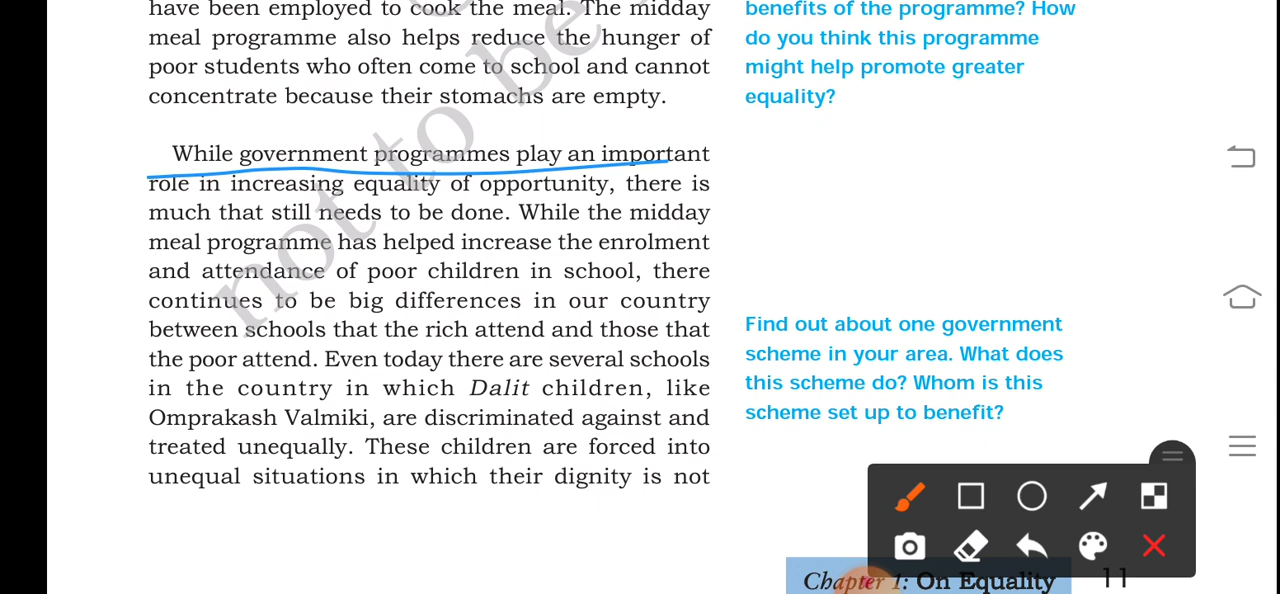 have been employed to cook the meal. The midday
meal programme also helps reduce the hunger of
poor students who often come to school and cannot
concentrate because their stomachs are empty.
While government programmes play an important
role in increasing equality of opportunity, there is
much that still needs to be done. While the midday
meal programme has helped increase the enrolment
and attendance of poor children in school, there
continues to be big differences in our country
between schools that the rich attend and those that
the poor attend. Even today there are several schools
in the country in which Dalit children, like
Omprakash Valmiki, are discriminated against and
treated unequally. These children are forced into
unequal situations in which their dignity is not
benefits of the programme? How
do you think this programme
might help promote greater
equality?
Find out about one government
scheme in your area. What does
this scheme do? Whom is this
scheme set up to benefit?
not to be
Chapter 1: On Equality 11